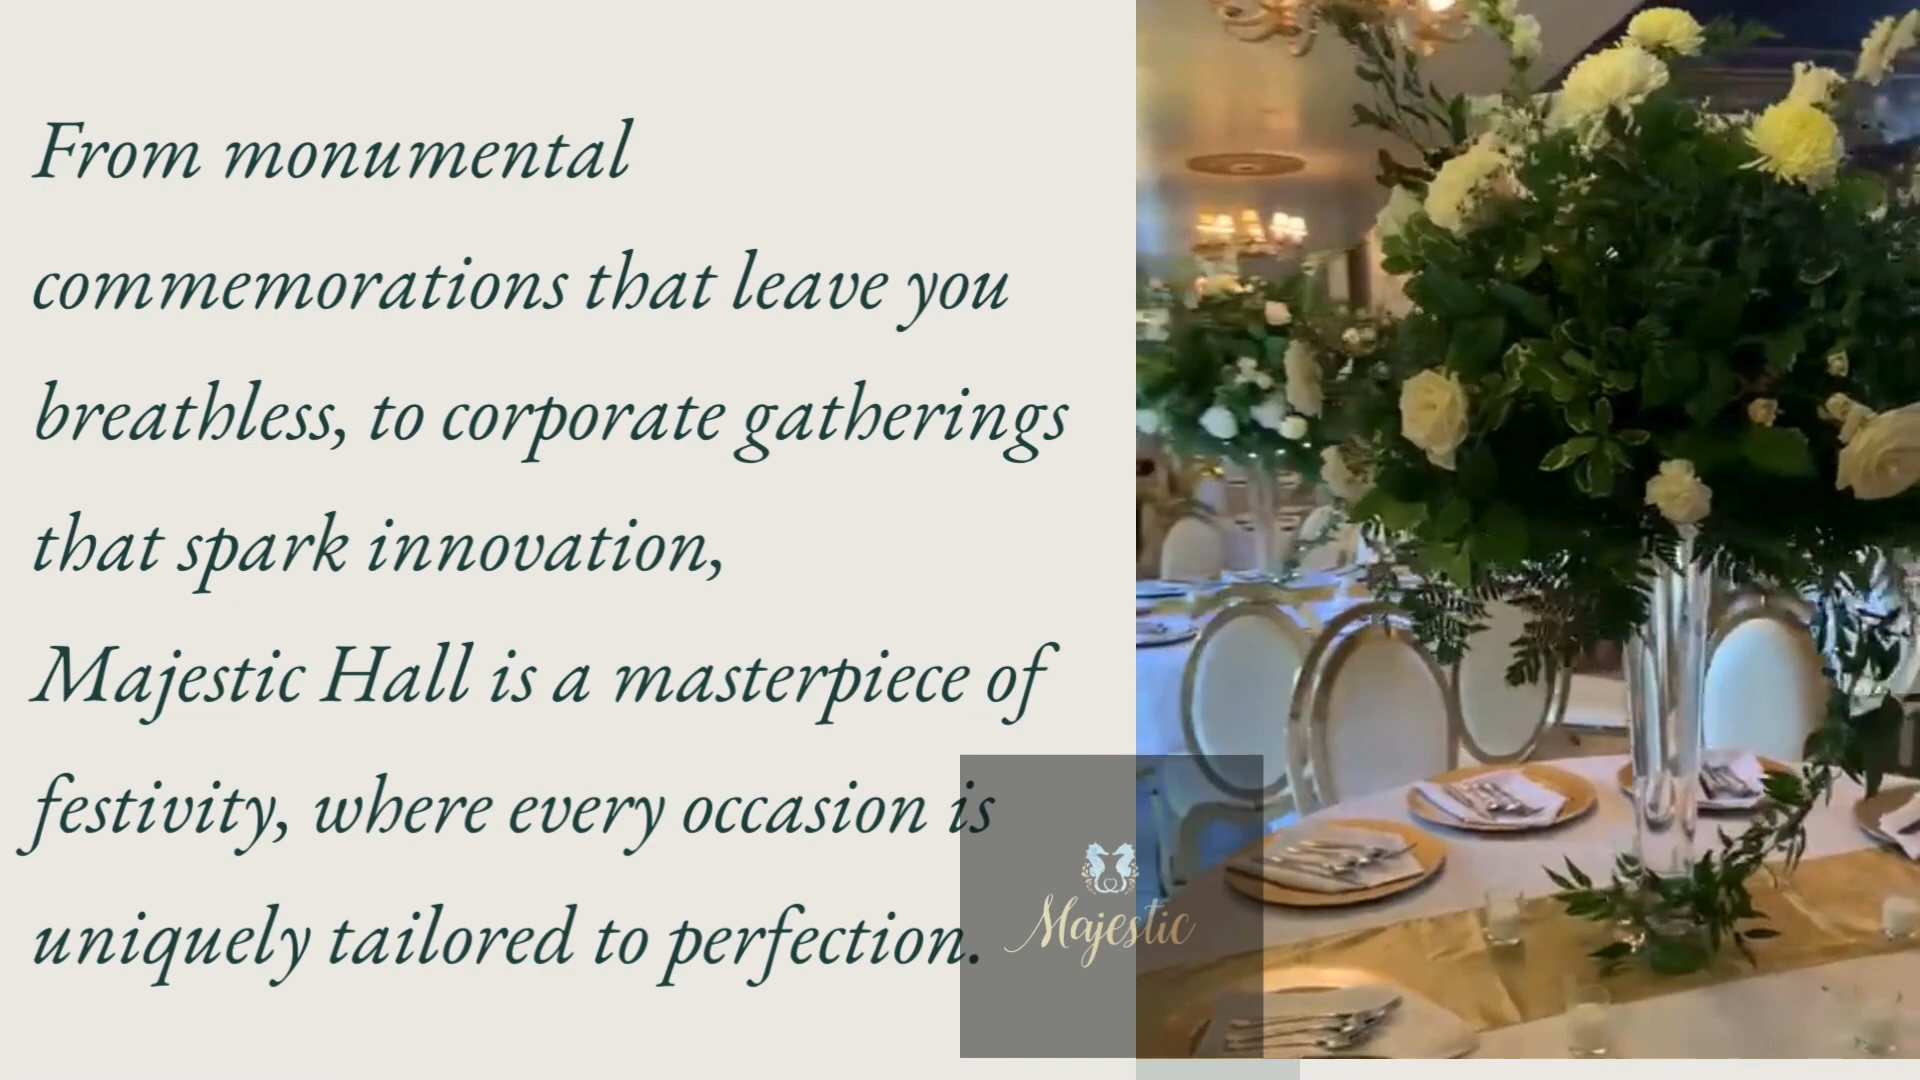 From monumental
commemorations that leave you
breathless, to corporate gatherings
that spark innovation,
Majestic Hall is a masterpiece of
festivity, where every occasion is
uniquely tailored to perfection.
Majestic